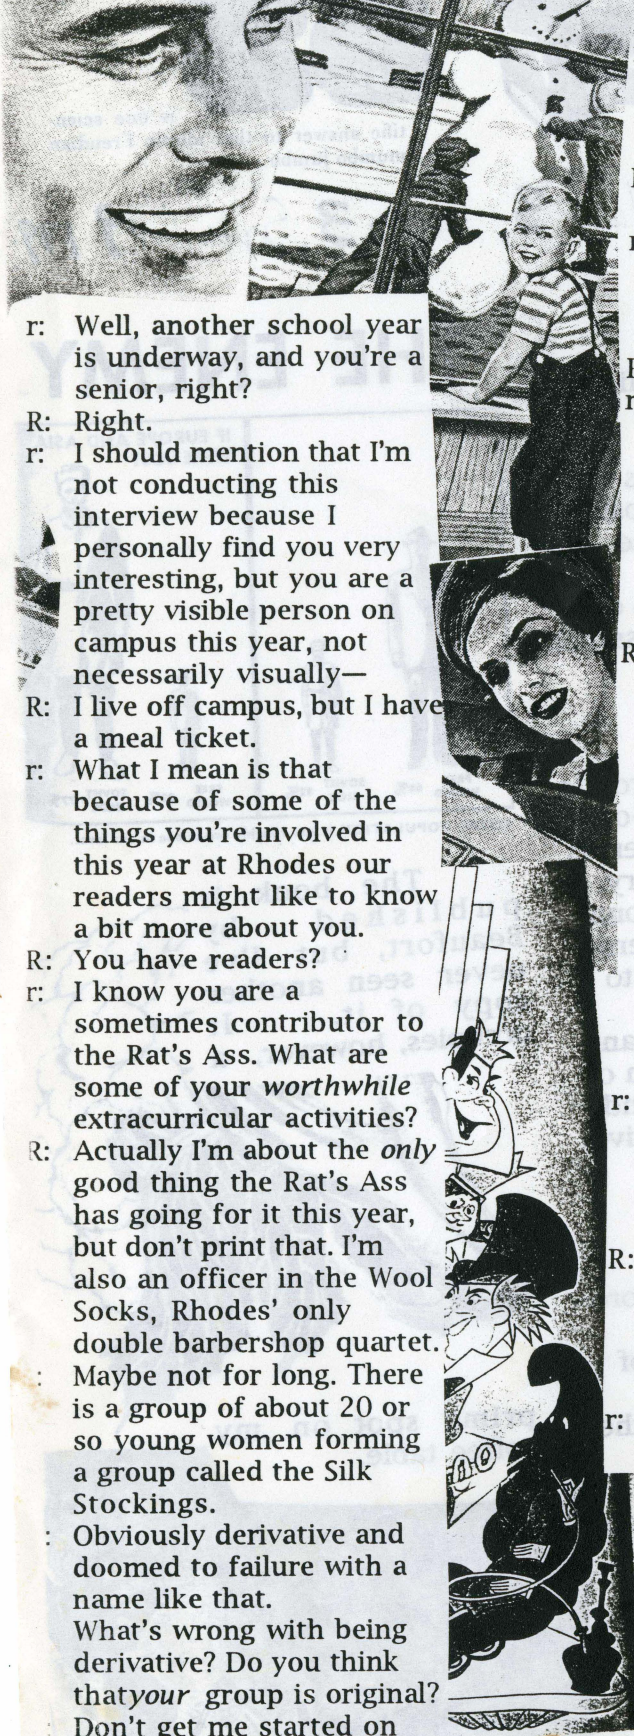 r: Well, another school year
is underway, and you're a
senior, right?
R: Right.
r: I should mention that I'm
not conducting this
interview because I
personally find you very
interesting, but you are a
pretty visible person on
campus this year, not
necessarily visually—
R: I live off campus, but I have
a meal ticket.
r: What I mean is that
because of some of the
things you're involved in
this year at Rhodes our
readers might like to know
a bit more about you.
R: You have readers?
r: I know you are a
sometimes contributor to
the Rat's Ass. What are
some of your worthwhile
extracurricular activities?
R: Actually I'm about the only
good thing the Rat's Ass
has going for it this year,
but don't print that. I'm
also an officer in the Wool
Socks, Rhodes' only
double barbershop quartet.
: Maybe not for long. There
is a group of about 20 or
so young women forming
a group called the Silk
Stockings.
: Obviously derivative and
doomed to failure with a
name like that.
What's wrong with being
derivative? Do you think
thatyour group is original?
: Don't get me started on
R
r:
R:
r:
no